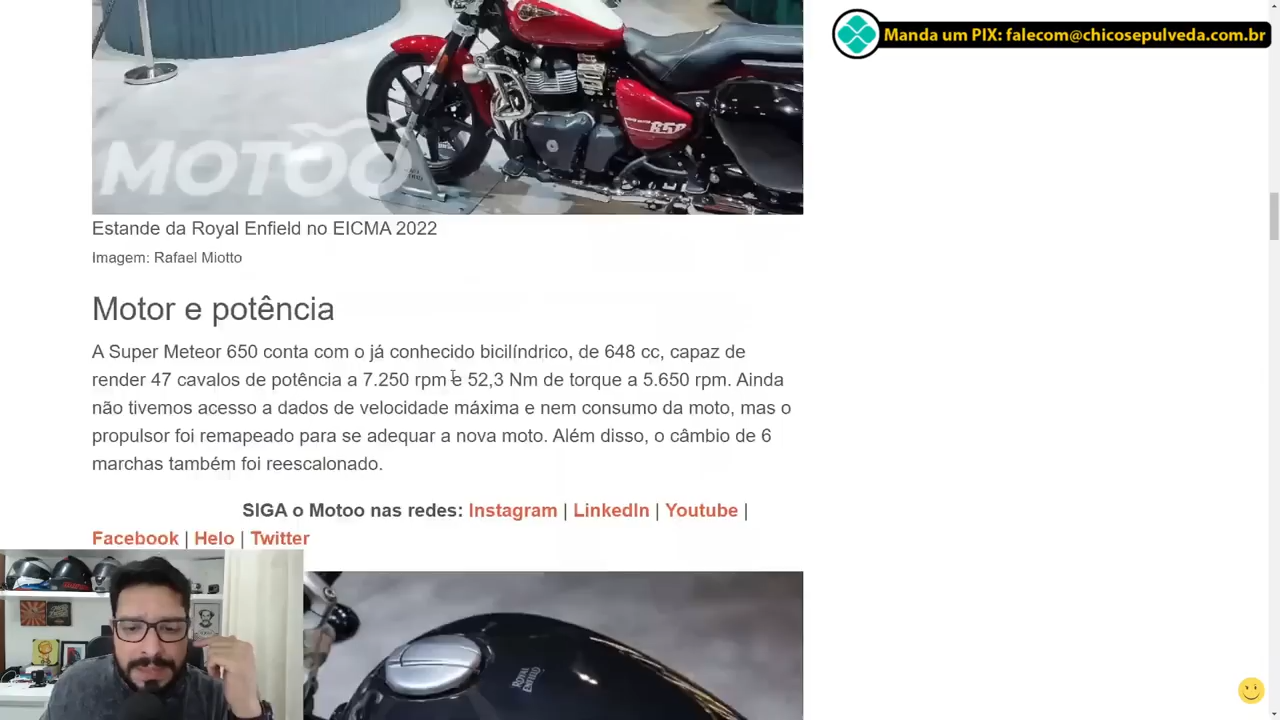 Manda um PIX: falecom@chicosepulveda.com.br
650
MOTOO
Estande da Royal Enfield no EICMA 2022
Imagem: Rafael Miotto
Motor e potência
A Super Meteor 650 conta com o já conhecido bicilíndrico, de 648 cc, capaz de
render 47 cavalos de potência a 7.250 rpm e 52,3 Nm de torque a 5.650 rpm. Ainda
não tivemos acesso a dados de velocidade máxima e nem consumo da moto, mas o
propulsor foi remapeado para se adequar a nova moto. Além disso, o câmbio de 6
marchas também foi reescalonado.
SIGA o Motoo nas redes: Instagram | LinkedIn | Youtube |
Facebook | Helo | Twitter
ROYAL
ENFIELD